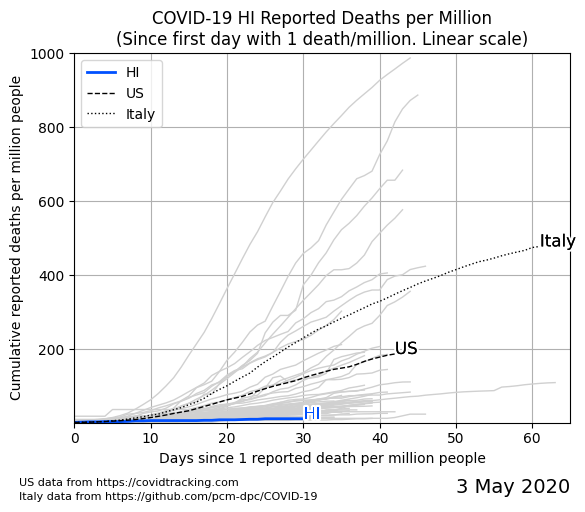 COVID-19 HI Reported Deaths per Million
(Since first day with 1 death/million. Linear scale)
Cumulative reported deaths per million people
1000
800
600
400
200
HI
US
Italy
Italy
US
HI
0 10 20 30 40 50 60
Days since 1 reported death per million people
US data from https://covidtracking.com
Italy data from https://github.com/pcm-dpc/COVID-19
3 May 2020